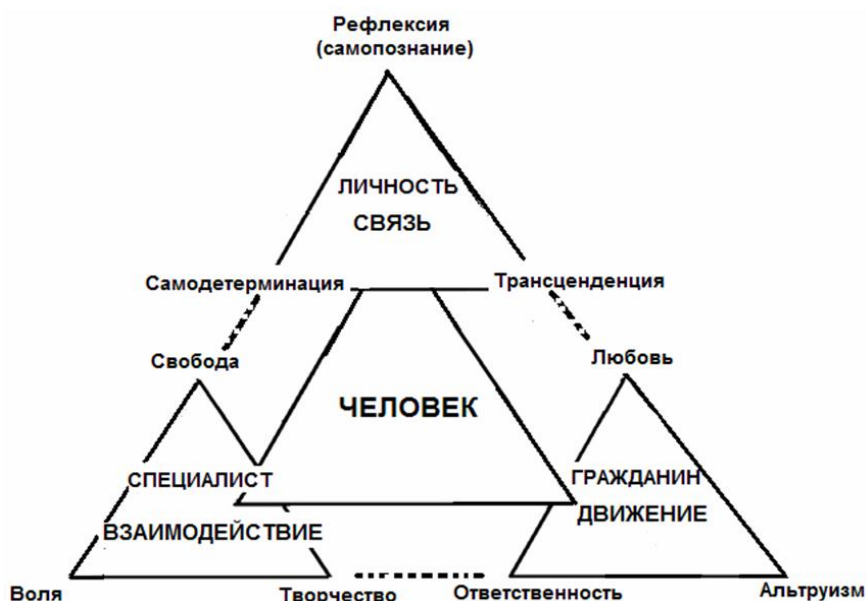 Рефлексия
(самопознание)
ЛИЧНОСТЬ
СВЯЗЬ
Самодетерминация
Трансценденция
Свобода
Любовь
ЧЕЛОВЕК
СПЕЦИАЛИСТ
ГРАЖДАНИН
ВЗАИМОДЕЙСТВИЕ
ДВИЖЕНИЕ
Воля
Творчество
Ответственность
Альтруизм